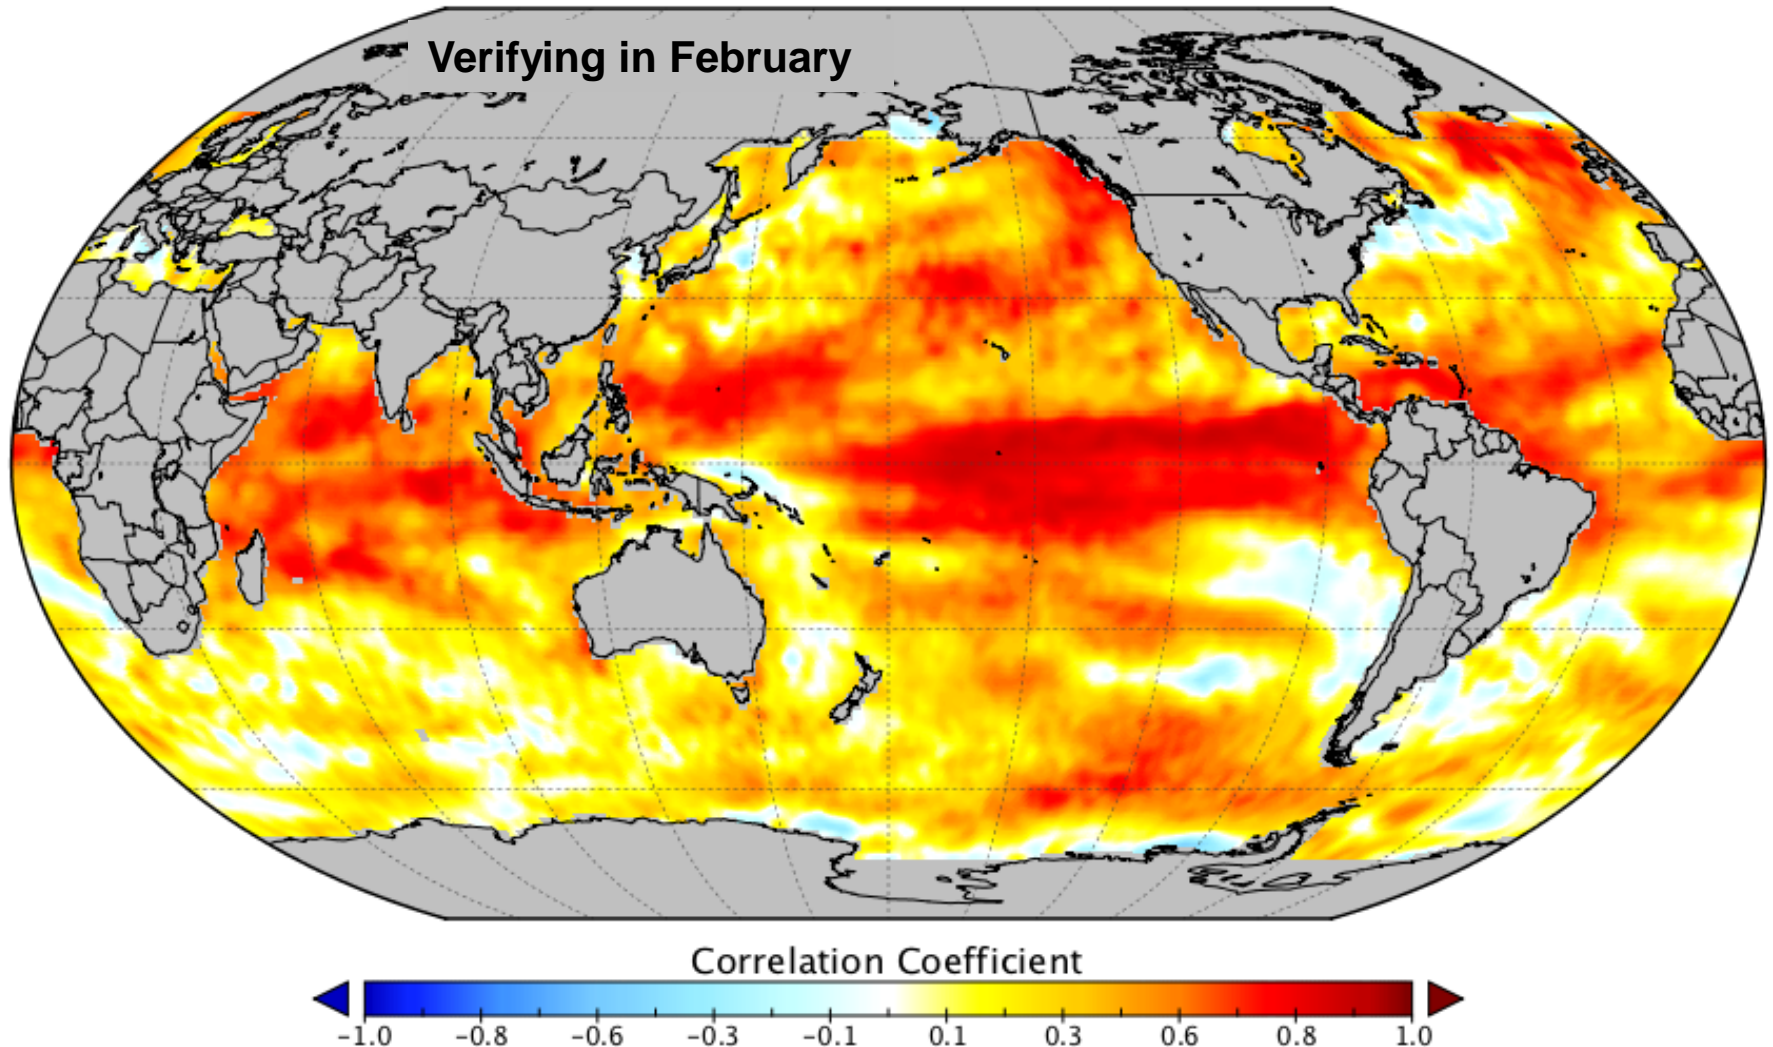 Verifying in February
Correlation Coefficient
−1.0 −0.8 −0.6 −0.3 −0.1 0.1 0.3 0.6 0.8 1.0